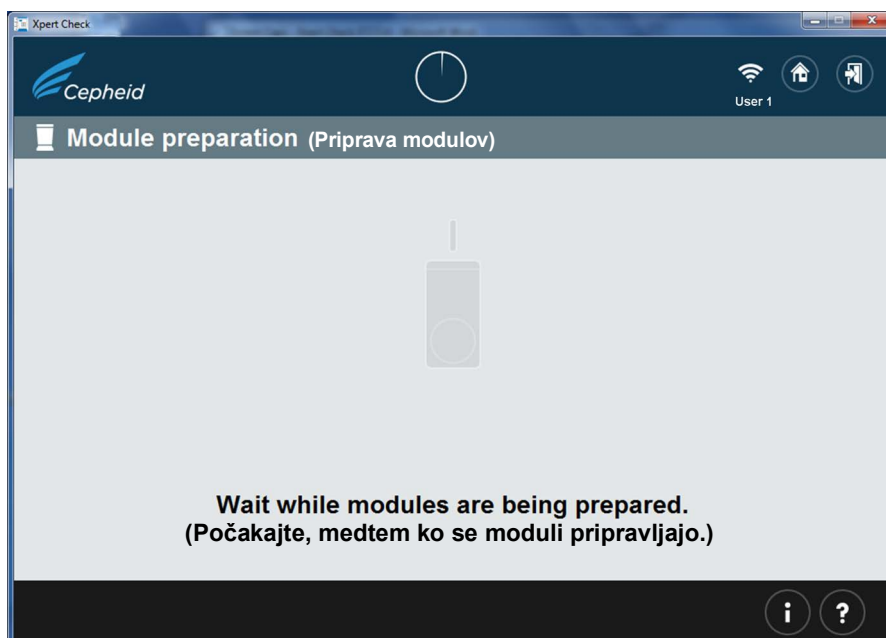 Xpert Check
Cepheid
User 1
Module preparation (Priprava modulov)
Wait while modules are being prepared.
(Počakajte, medtem ko se moduli pripravljajo.)
i ?